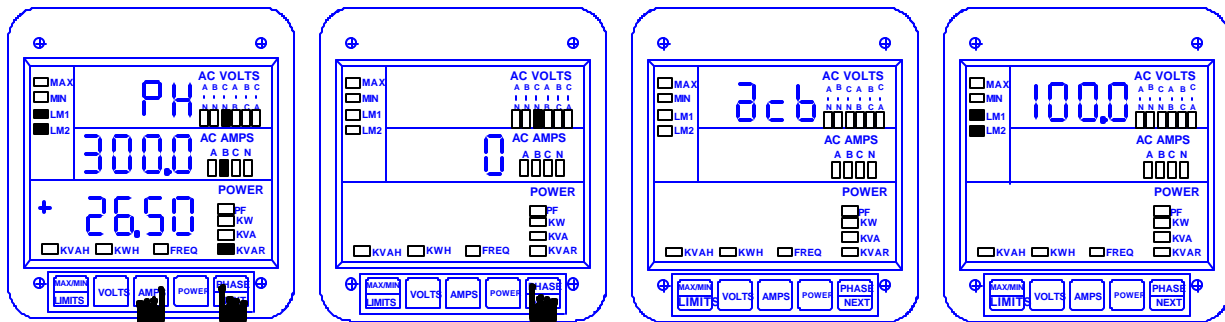 AC VOLTS
MAX
A B C A B C
MIN
PH
N N N B C A
LM1
LM2
AC AMPS
A B C N
300.0
POWER
+ 26.50
PF
KW
KVA
KVAH KWH FREQ KVAR
MAX/MIN
LIMITS
VOLTS
AMPS
POWER
PHASE
AC VOLTS
MAX
A B C A B C
MIN
N N N B C A
LM1
LM2
AC AMPS
A B C N
0
POWER
PF
KW
KVA
KVAH KWH FREQ KVAR
MAX/MIN
LIMITS
VOLTS
AMPS
POWER
PHASE
AC VOLTS
MAX
A B C A B C
MIN
acb
N N N B C A
LM1
LM2
AC AMPS
A B C N
POWER
PF
KW
KVA
KVAH KWH FREQ KVAR
MAX/MIN
LIMITS
VOLTS
AMPS
POWER
PHASE
NEXT
AC VOLTS
MAX
A B C A B C
MIN
100.0
N N N B C A
LM1
LM2
AC AMPS
A B C N
POWER
PF
KW
KVA
KVAH KWH FREQ KVAR
MAX/MIN
LIMITS
VOLTS
AMPS
POWER
PHASE
NEXT